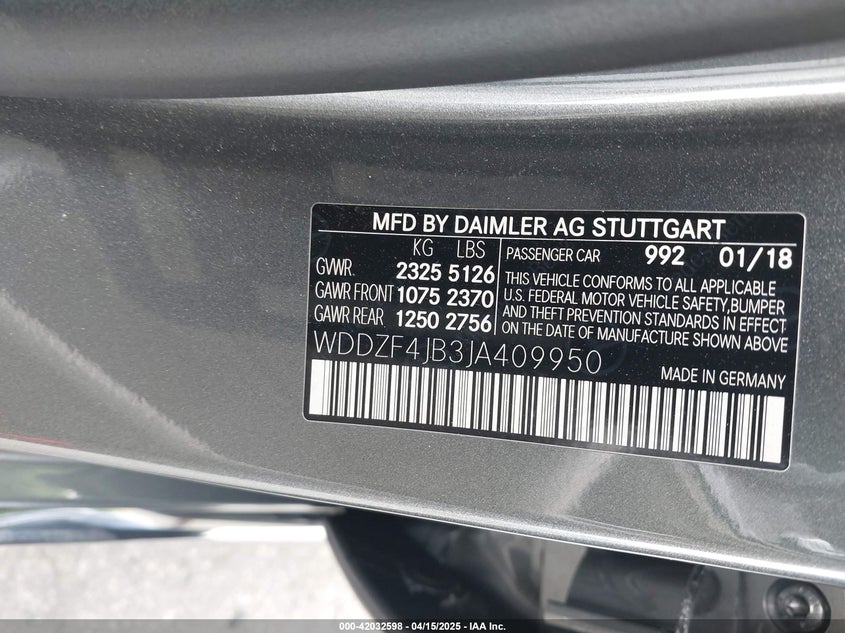 MFD BY DAIMLER AG STUTTGART
KG LBS
GVWR. 2325 5126
GAWR FRONT 1075 2370
GAWR REAR 1250 2756
PASSENGER CAR 992 01/18
THIS VEHICLE CONFORMS TO ALL APPLICABLE
U.S. FEDERAL MOTOR VEHICLE SAFETY,BUMPER
AND THEFT PREVENTION STANDARDS IN EFFECT
ON THE DATE OF MANUFACTURE SHOWN ABOVE
WDDZF4JB3JA409950
MADE IN GERMANY
000-42032598 - 04/15/2025 - IAA Inc.